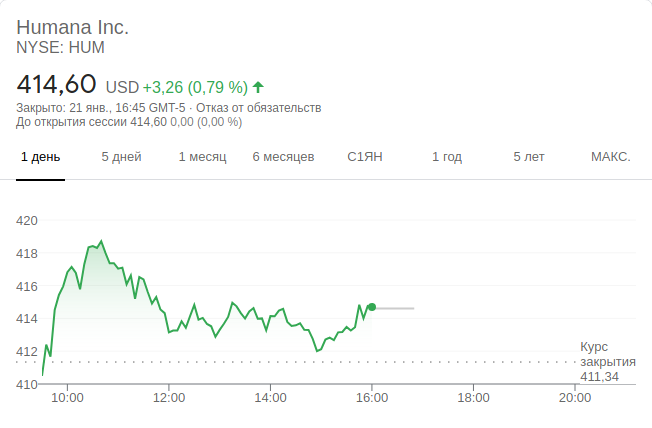 Humana Inc.
NYSE: HUM
414,60 USD +3,26 (0,79 %)
Закрыто: 21 янв., 16:45 GMT-5 · Отказ от обязательств
До открытия сессии 414,60 0,00 (0,00 %)
1 день 5 дней 1 месяц 6 месяцев С1ЯН 1 год 5 лет МАКС.
420
418
416
414
412
410
Курс
закрытия
411,34
10:00 12:00 14:00 16:00 18:00 20:00